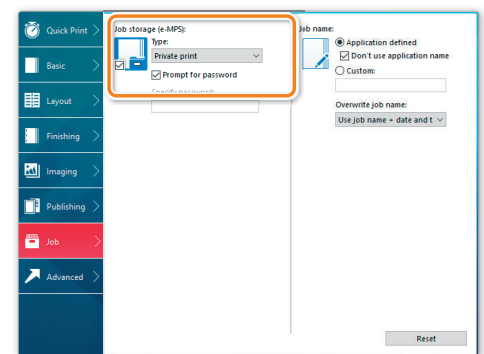 Quick Print
Basic
Layout
Finishing
Imaging
Publishing
Job
Advanced
Job storage (e-MPS):
Type:
Private print
Prompt for password
Specify password:
Job name:
Application defined
Don't use application name
Custom:
Overwrite job name:
Use job name + date and t
Reset